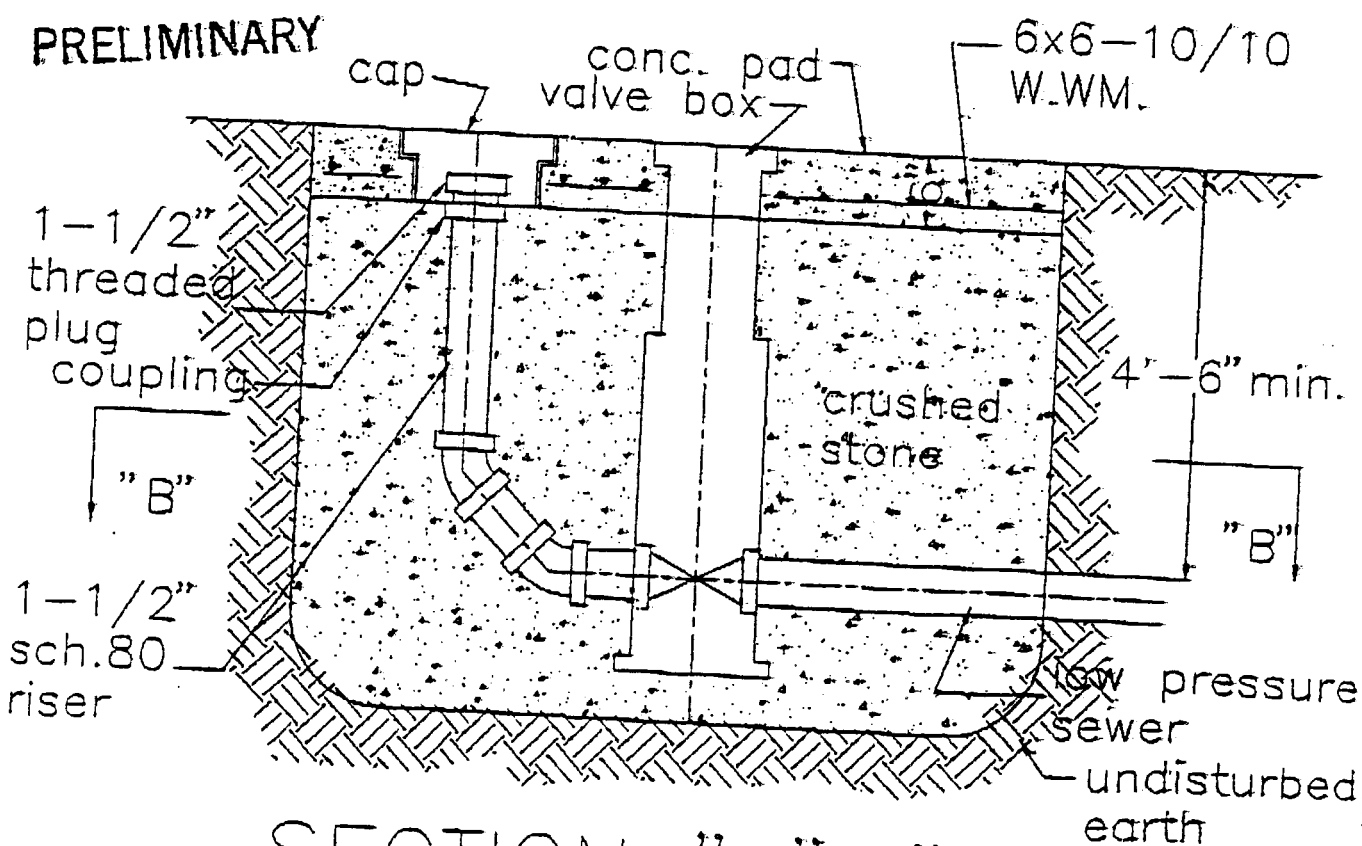 PRELIMINARY
cap
conc. pad
valve box
6x6-10/10
W.WM.
1-1/2"
threaded
plug
coupling
4'-6" min.
crushed
stone
"B"
"B"
1-1/2"
sch.80
riser
low pressure
sewer
undisturbed
earth
SECTION